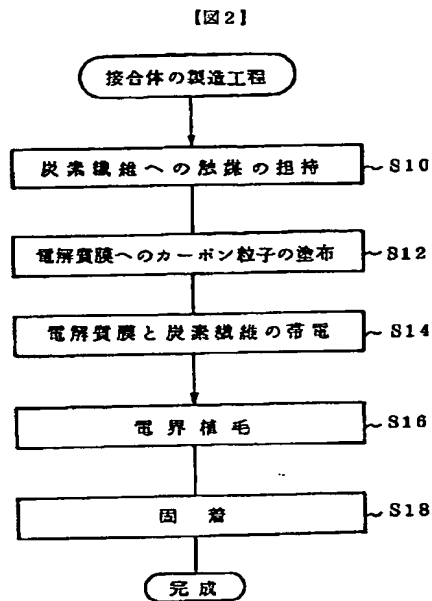 【図2】
接合体の製造工程
炭素繊維への触媒の担持
S10
電解質膜へのカーボン粒子の塗布
S12
電解質膜と炭素繊維の帯電
S14
電界植毛
S16
固着
S18
完成